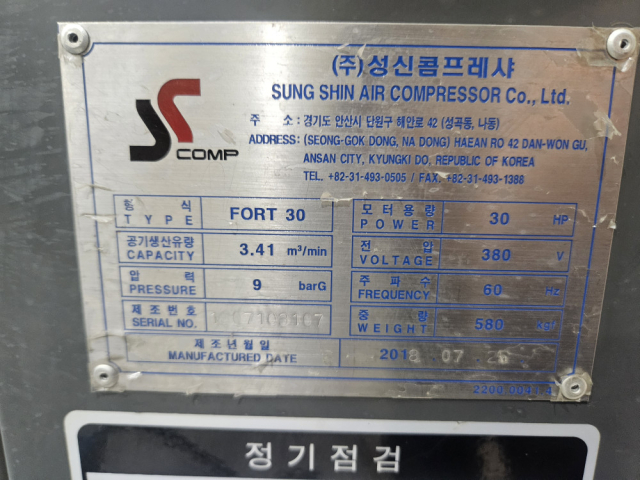 (주)성신콤프레샤
SUNG SHIN AIR COMPRESSOR Co., Ltd.
COMP
주 소 : 경기도 안산시 단원구 해안로 42 (성곡동, 나동)
ADDRESS: (SEONG-GOK DONG, NA DONG) HAEAN RO 42 DAN-WON GU,
ANSAN CITY, KYUNGKI DO, REPUBLIC OF KOREA
TEL. +82-31-493-0505 / FAX. +82-31-493-1388
형 식 모터용량
TYPE FORT 30 POWER 30 HP
공기생산유량 전 압
CAPACITY 3.41 m³/min VOLTAGE 380 V
압 력 주 파 수
PRESSURE 9 barG FREQUENCY 60 Hz
제조번호 중 량
SERIAL NO. WEIGHT 580 Kgf
제조년월일
MANUFACTURED DATE 2018 07
정기점검